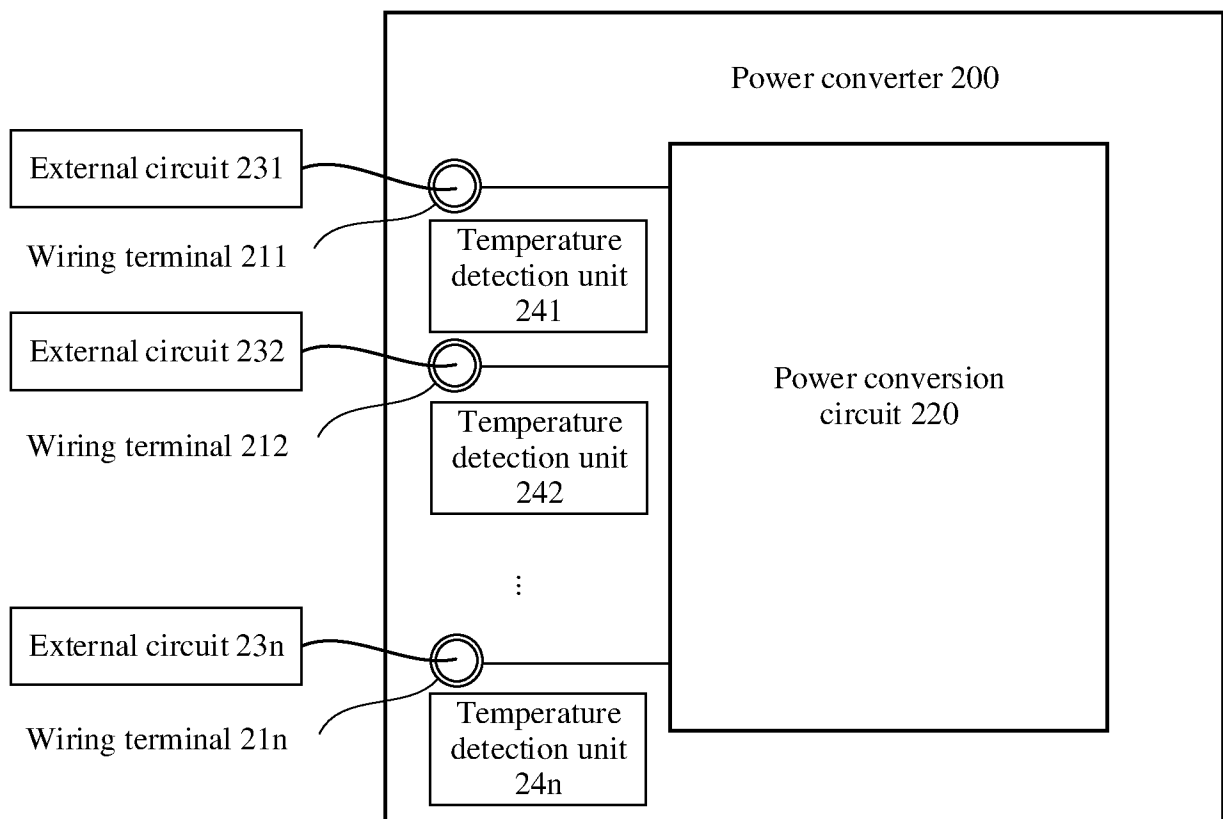 Power converter 200
External circuit 231
Wiring terminal 211
Temperature
detection unit
241
External circuit 232
Wiring terminal 212
Temperature
detection unit
242
Power conversion
circuit 220
...
External circuit 23n
Wiring terminal 21n
Temperature
detection unit
24n